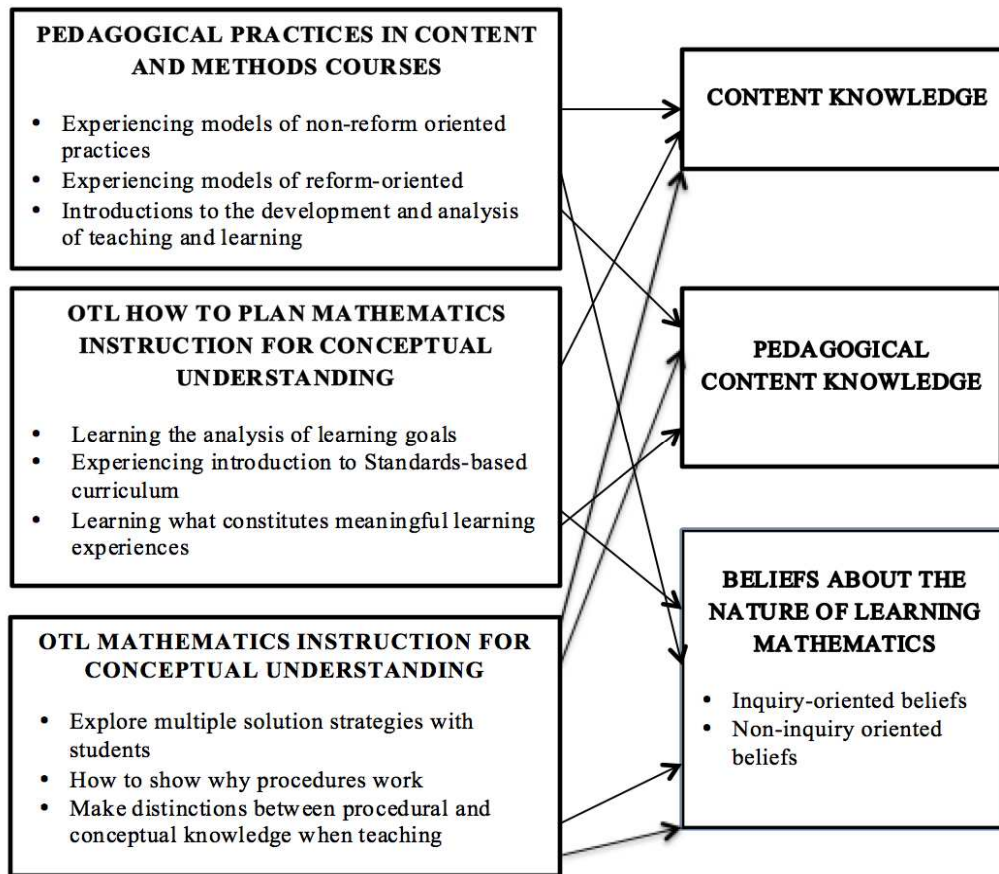 PEDAGOGICAL PRACTICES IN CONTENT
AND METHODS COURSES
• Experiencing models of non-reform oriented
practices
• Experiencing models of reform-oriented
• Introductions to the development and analysis
of teaching and learning
OTL HOW TO PLAN MATHEMATICS
INSTRUCTION FOR CONCEPTUAL
UNDERSTANDING
• Learning the analysis of learning goals
• Experiencing introduction to Standards-based
curriculum
• Learning what constitutes meaningful learning
experiences
OTL MATHEMATICS INSTRUCTION FOR
CONCEPTUAL UNDERSTANDING
• Explore multiple solution strategies with
students
• How to show why procedures work
• Make distinctions between procedural and
conceptual knowledge when teaching
CONTENT KNOWLEDGE
PEDAGOGICAL
CONTENT KNOWLEDGE
BELIEFS ABOUT THE
NATURE OF LEARNING
MATHEMATICS
• Inquiry-oriented beliefs
• Non-inquiry oriented
beliefs